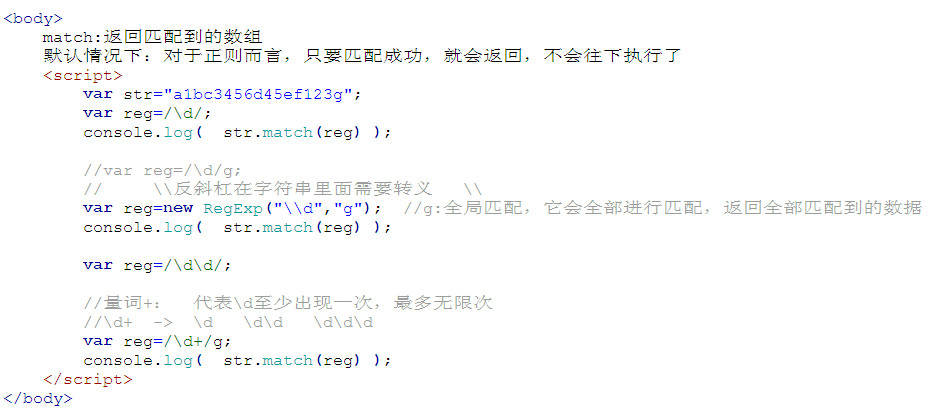 <body>
match:返回匹配到的数组
默认情况下：对于正则而言，只要匹配成功，就会返回，不会往下执行了
<script>
var str="a1bc3456d45ef123g";
var reg=/\d/;
console.log(  str.match(reg) );
//var reg=/\d/g;
//     \\反斜杠在字符串里面需要转义   \\
var reg=new RegExp("\\d","g");  //g:全局匹配，它会全部进行匹配，返回全部匹配到的数据
console.log(  str.match(reg) );
var reg=/\d\d/;
//量词+：  代表\d至少出现一次，最多无限次
//\d+  ->  \d   \d\d   \d\d\d
var reg=/\d+/g;
console.log(  str.match(reg) );
</script>
</body>